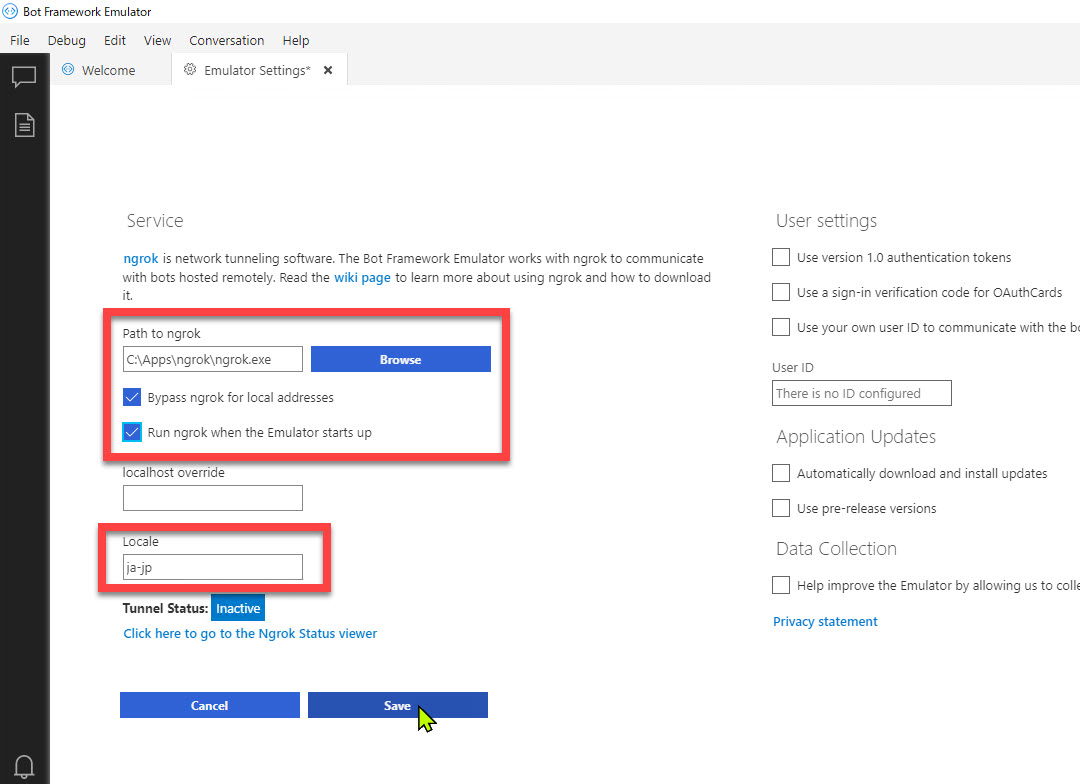 Bot Framework Emulator
File Debug Edit View Conversation Help
Welcome
Emulator Settings*
Service
ngrok is network tunneling software. The Bot Framework Emulator works with ngrok to communicate
with bots hosted remotely. Read the wiki page to learn more about using ngrok and how to download
it.
Path to ngrok
C:\Apps\ngrok\ngrok.exe
Browse
Bypass ngrok for local addresses
Run ngrok when the Emulator starts up
localhost override
Locale
ja-jp
Tunnel Status: Inactive
Click here to go to the Ngrok Status viewer
Cancel
Save
User settings
Use version 1.0 authentication tokens
Use a sign-in verification code for OAuthCards
Use your own user ID to communicate with the bo
User ID
There is no ID configured
Application Updates
Automatically download and install updates
Use pre-release versions
Data Collection
Help improve the Emulator by allowing us to colle
Privacy statement